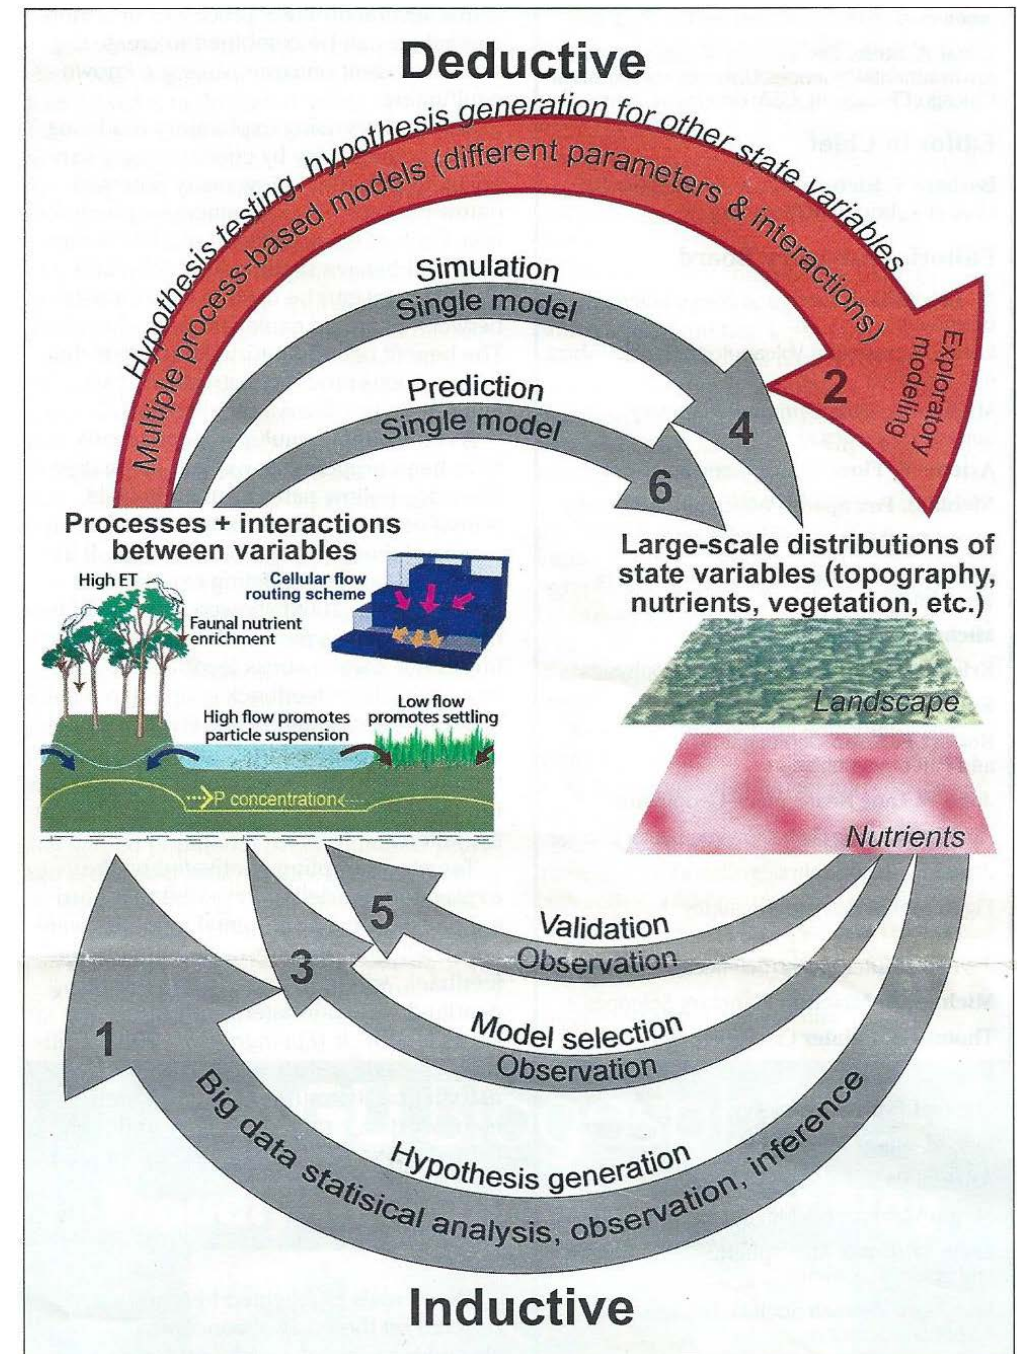 Deductive
Hypothesis testing, hypothesis generation for other state variables
Multiple process-based models (different parameters & interactions)
Exploratory
modeling
2
Simulation
Single model
4
Prediction
Single model
6
Processes + interactions
between variables
High ET
Cellular flow
routing scheme
Faunal nutrient
enrichment
High flow promotes
particle suspension
Low flow
promotes settling
P concentration
Large-scale distributions of
state variables (topography,
nutrients, vegetation, etc.)
Landscape
Nutrients
5
Validation
Observation
3
Model selection
Observation
1
Hypothesis generation
Big data statisical analysis, observation, inference
Inductive